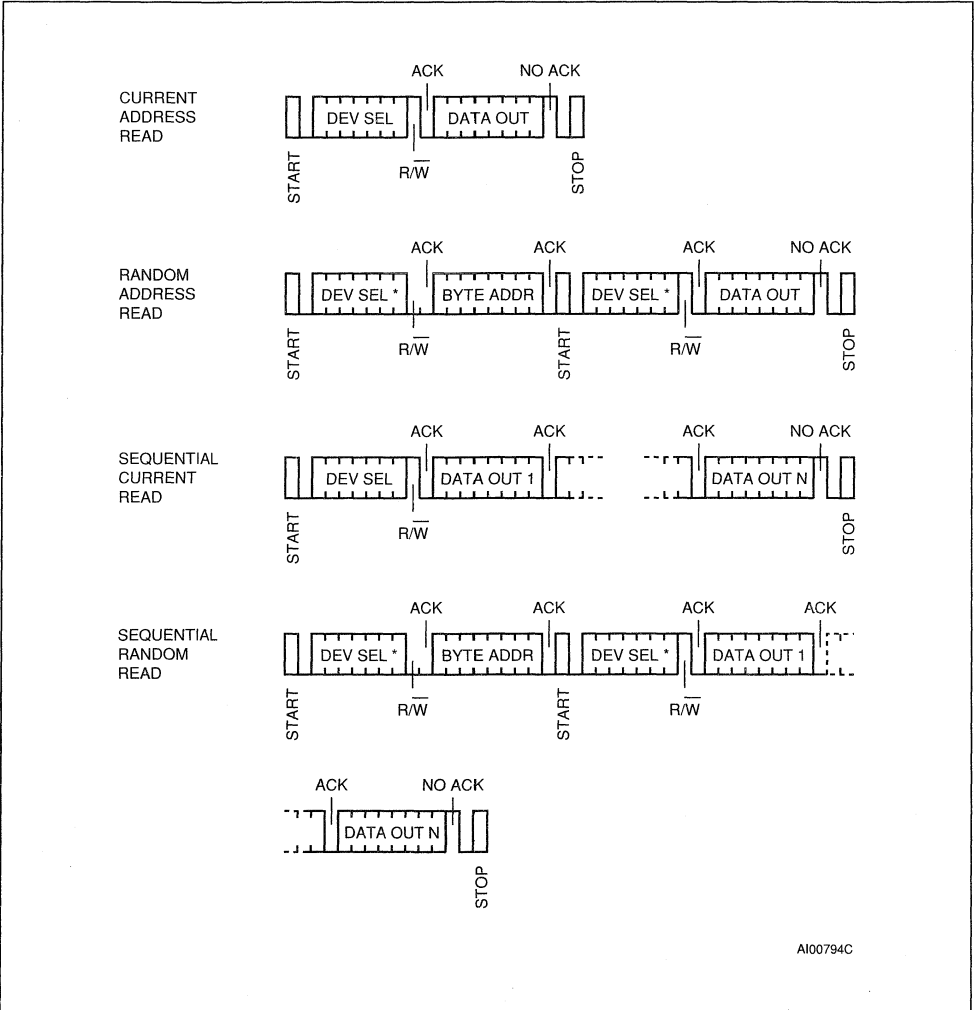 ACK NO ACK
CURRENT
ADDRESS
READ
DEV SEL DATA OUT
START R/W̅ STOP
ACK ACK ACK NO ACK
RANDOM
ADDRESS
READ
DEV SEL * BYTE ADDR DEV SEL * DATA OUT
START R/W̅ START R/W̅ STOP
ACK ACK ACK NO ACK
SEQUENTIAL
CURRENT
READ
DEV SEL DATA OUT 1 DATA OUT N
START R/W̅ STOP
ACK ACK ACK ACK
SEQUENTIAL
RANDOM
READ
DEV SEL * BYTE ADDR DEV SEL * DATA OUT 1
START R/W̅ START R/W̅
ACK NO ACK
DATA OUT N
STOP
AI00794C